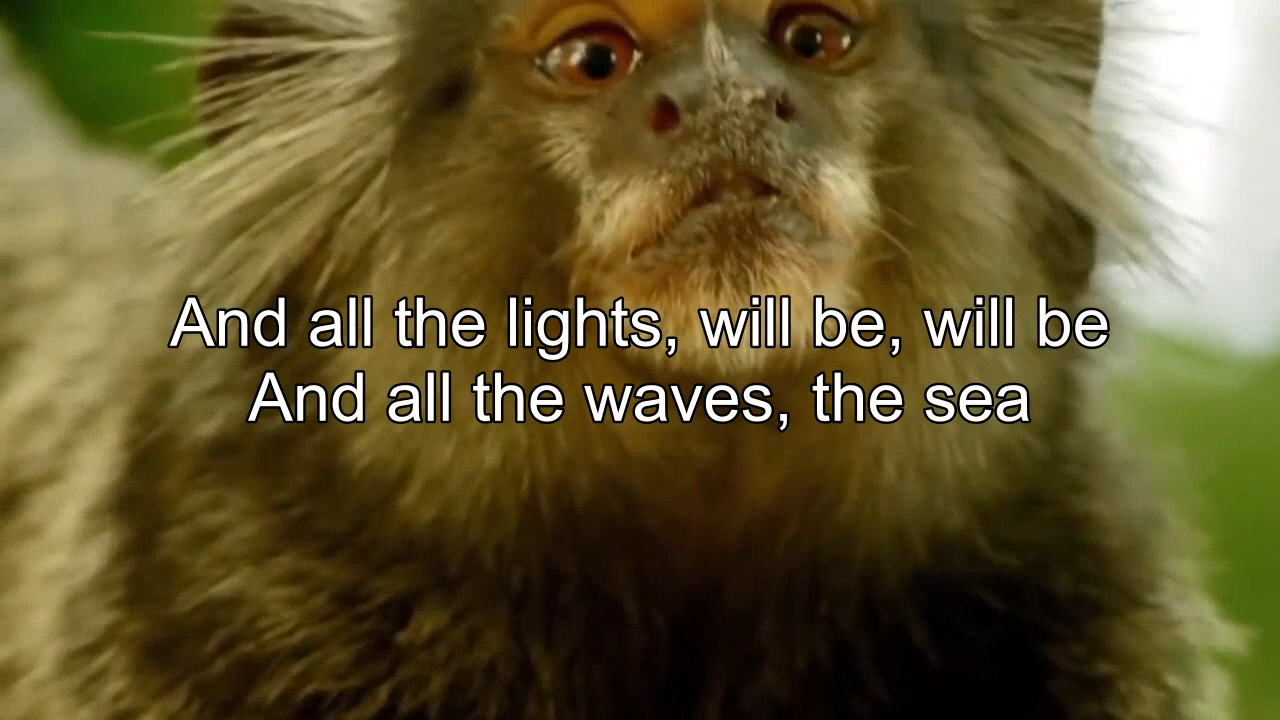 And all the lights, will be, will be
And all the waves, the sea